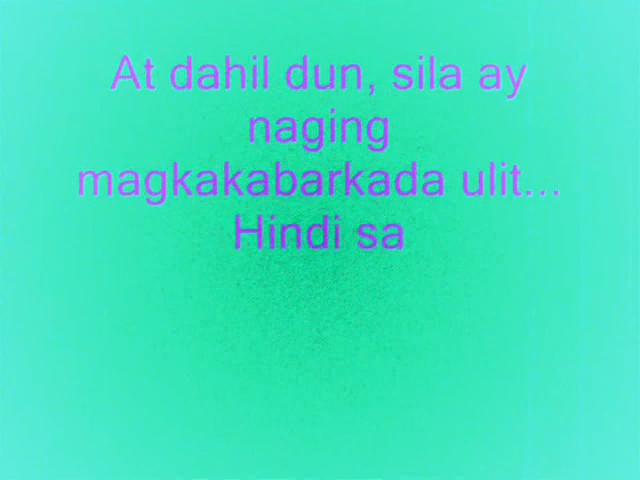 At dahil dun, sila ay
naging
magkakabarkada ulit...
Hindi sa